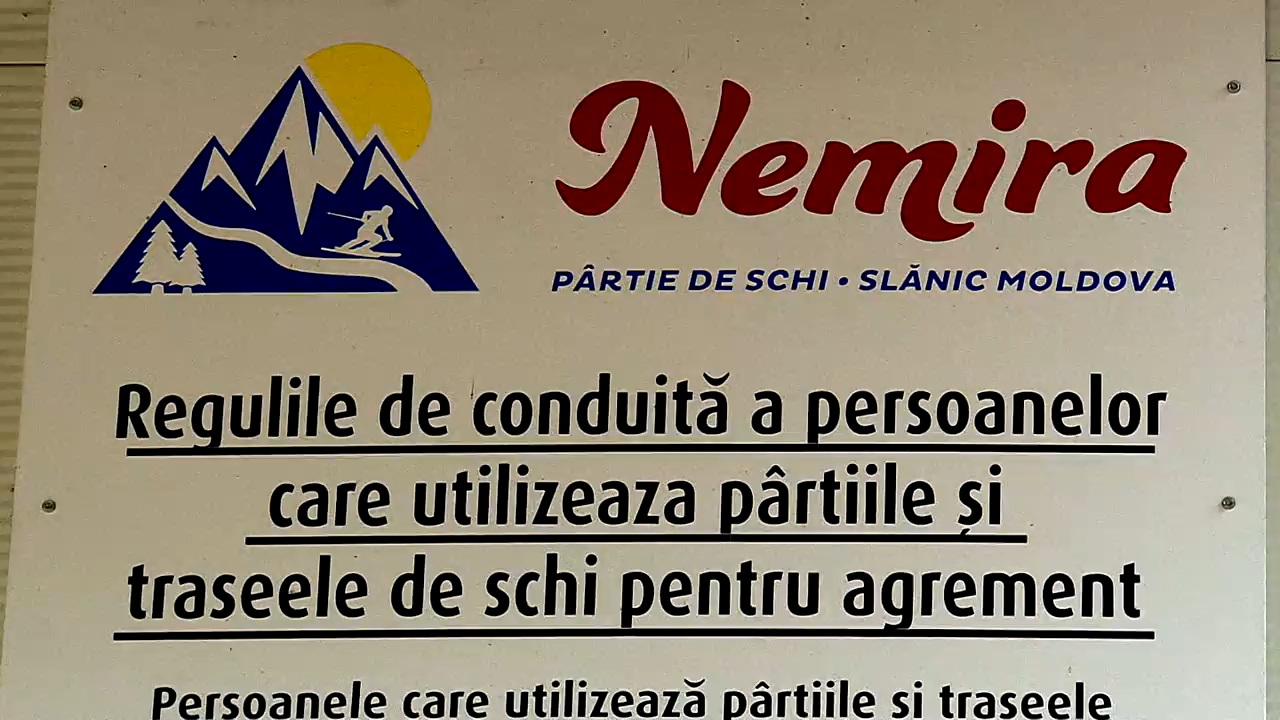 Nemira
PÂRTIE DE SCHI • SLĂNIC MOLDOVA
Regulile de conduită a persoanelor
care utilizeaza pârtiile și
traseele de schi pentru agrement
Persoanele care utilizează pârtiile si traseele